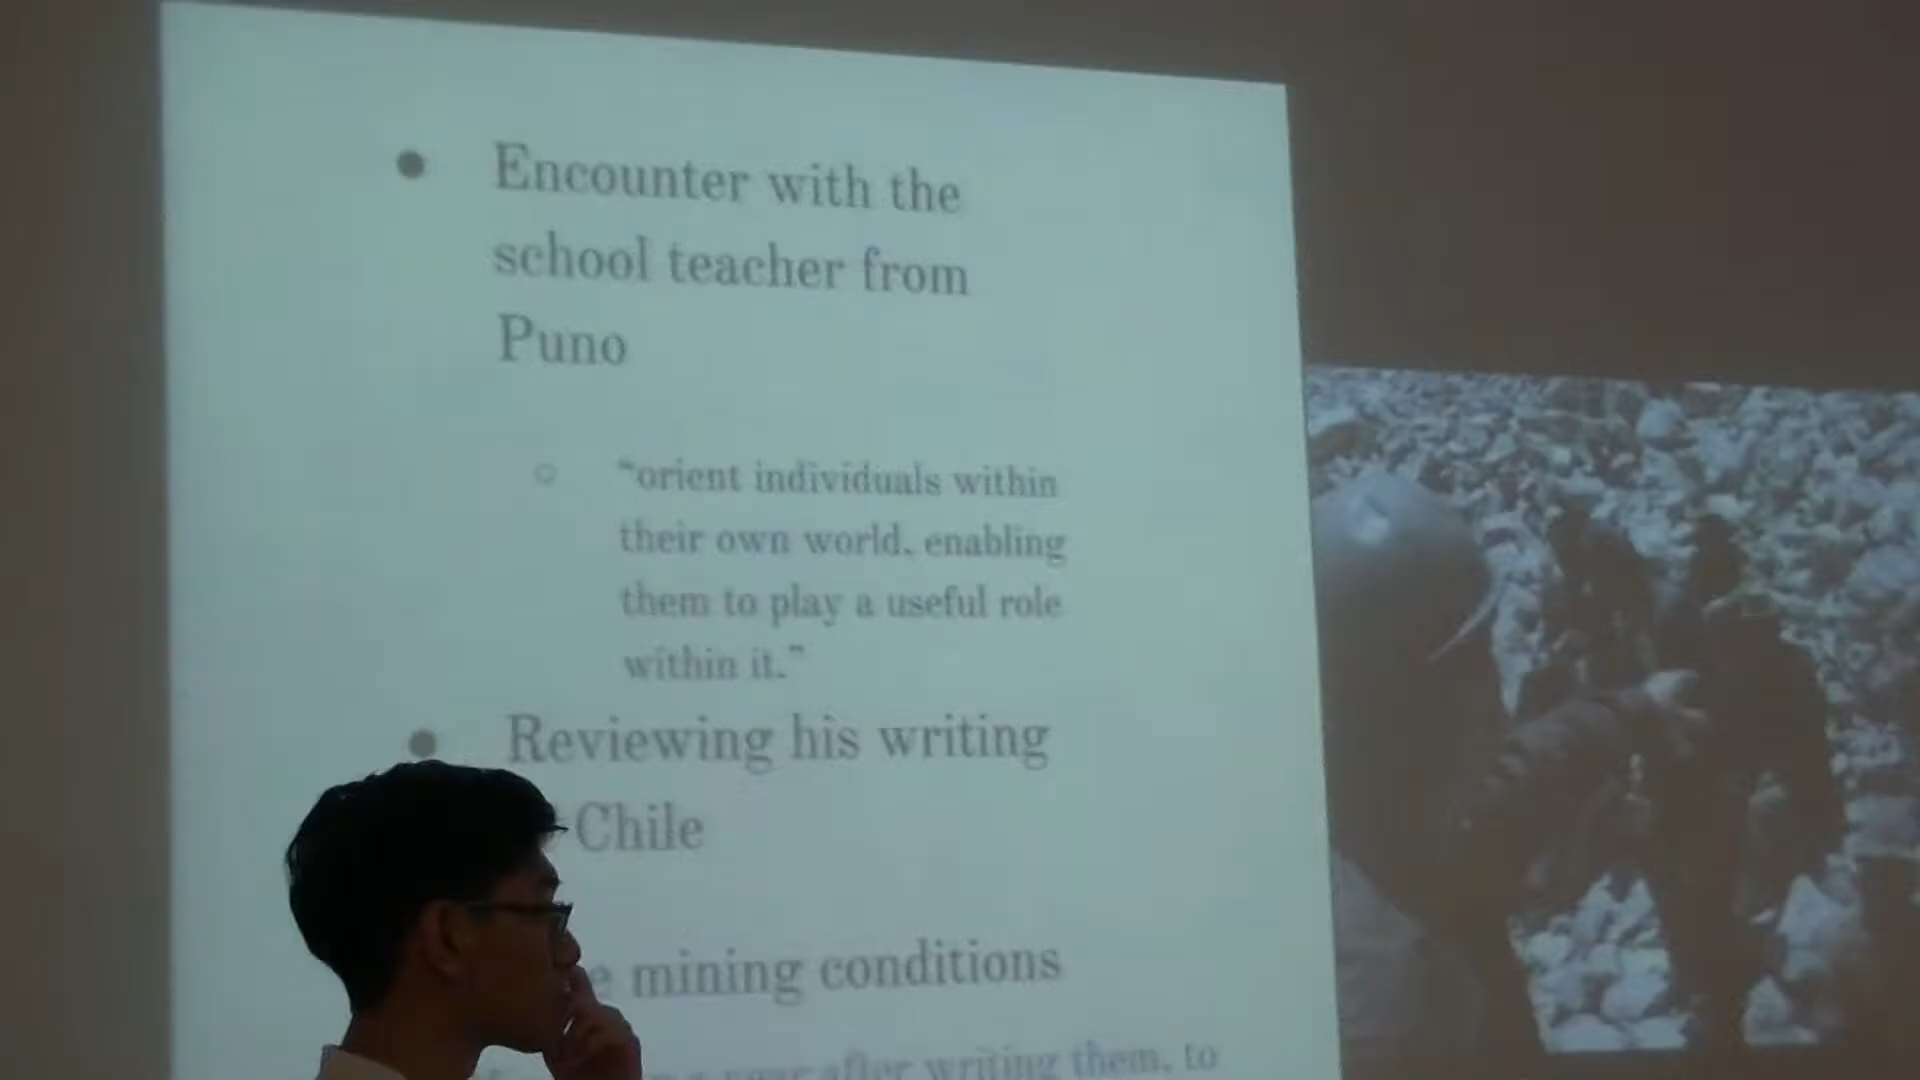 Encounter with the
school teacher from
Puno
"orient individuals within
their own world, enabling
them to play a useful role
within it."
Reviewing his writing
Chile
mining conditions
after writing them, to